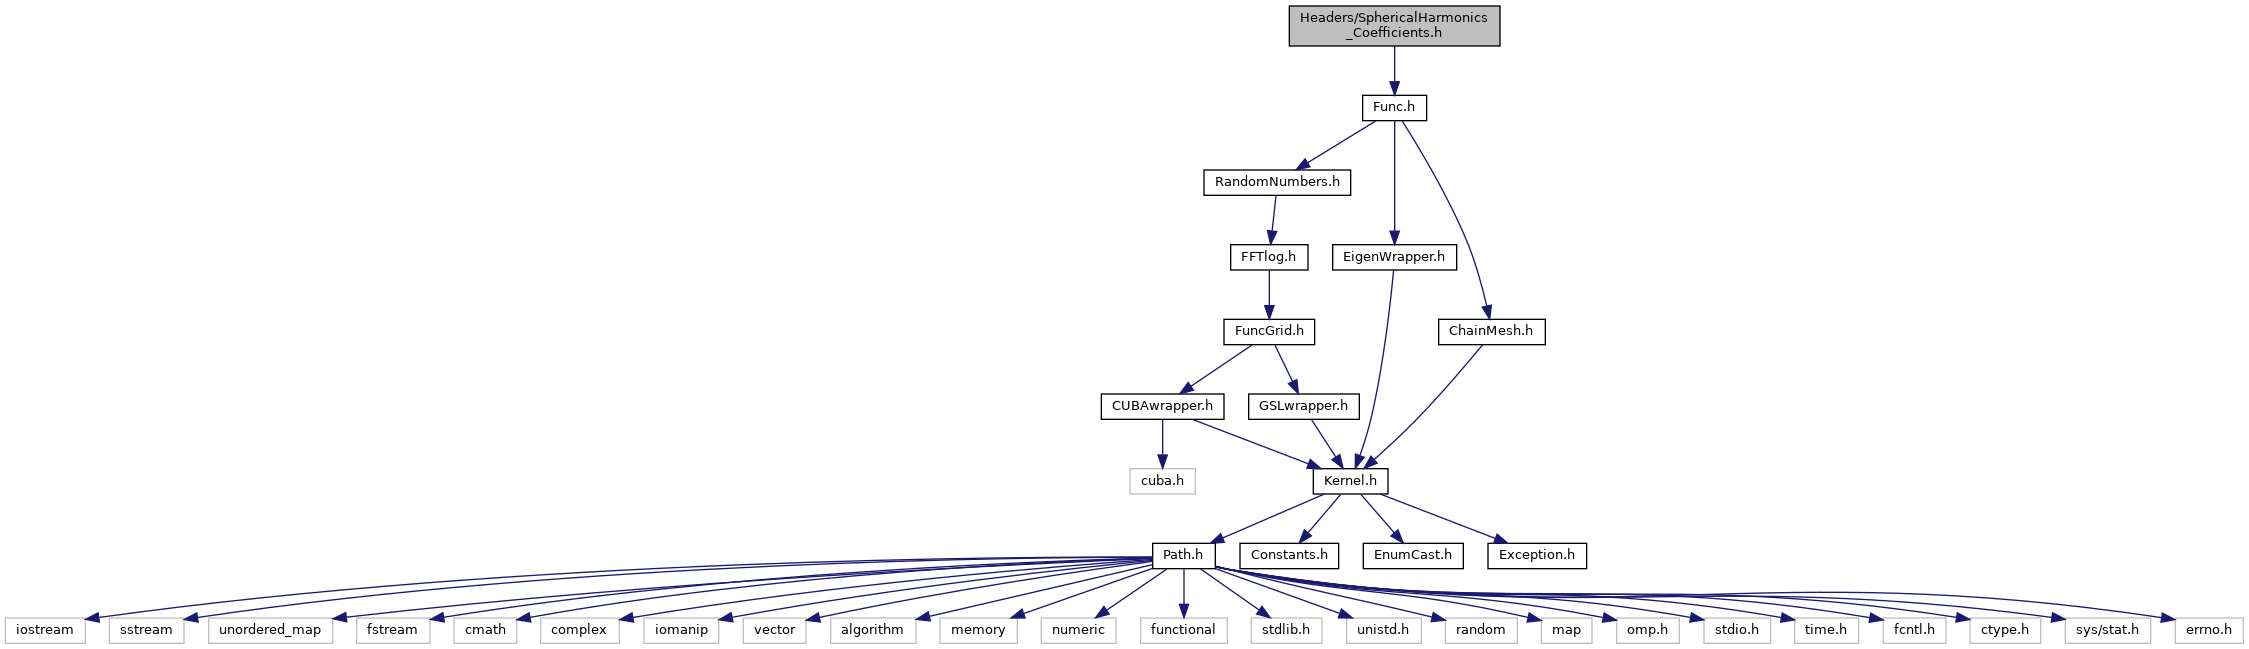 Headers/SphericalHarmonics
_Coefficients.h
Func.h
RandomNumbers.h
FFTlog.h
EigenWrapper.h
FuncGrid.h
ChainMesh.h
CUBAwrapper.h
GSLwrapper.h
cuba.h
Kernel.h
Path.h
Constants.h
EnumCast.h
Exception.h
iostream
sstream
unordered_map
fstream
cmath
complex
iomanip
vector
algorithm
memory
numeric
functional
stdlib.h
unistd.h
random
map
omp.h
stdio.h
time.h
fcntl.h
ctype.h
sys/stat.h
errno.h